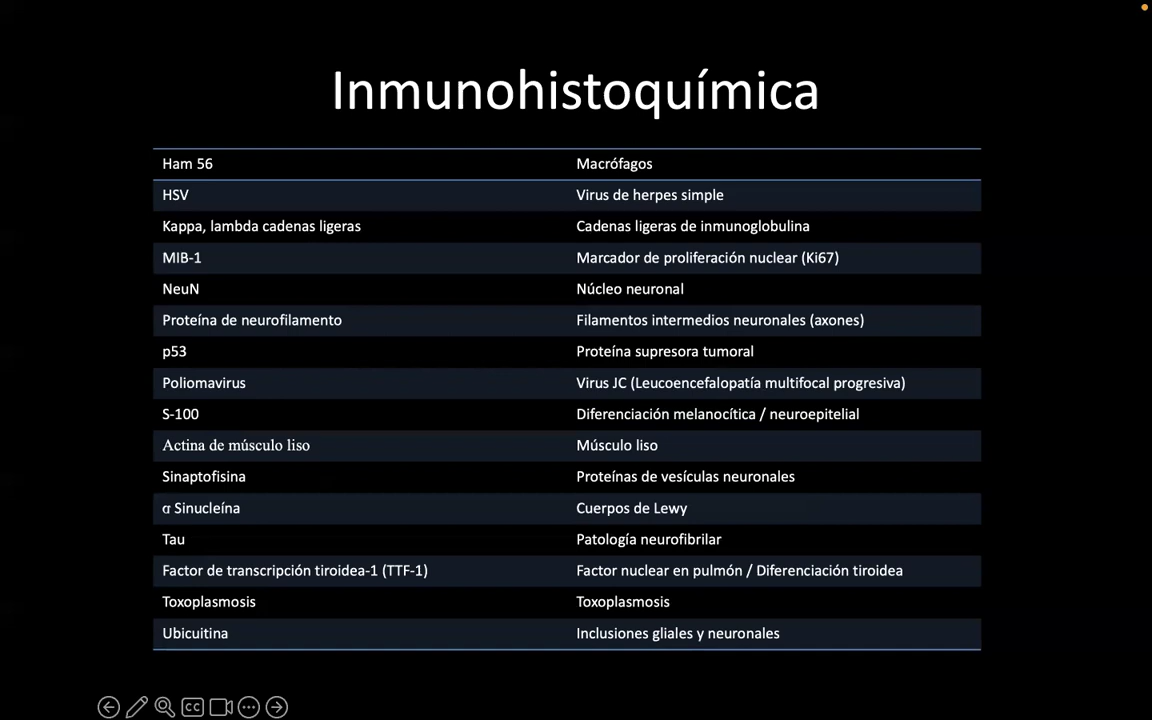 Inmunohistoquímica
Ham 56 Macrófagos
HSV Virus de herpes simple
Kappa, lambda cadenas ligeras Cadenas ligeras de inmunoglobulina
MIB-1 Marcador de proliferación nuclear (Ki67)
NeuN Núcleo neuronal
Proteína de neurofilamento Filamentos intermedios neuronales (axones)
p53 Proteína supresora tumoral
Poliomavirus Virus JC (Leucoencefalopatía multifocal progresiva)
S-100 Diferenciación melanocítica / neuroepitelial
Actina de músculo liso Músculo liso
Sinaptofisina Proteínas de vesículas neuronales
α Sinucleína Cuerpos de Lewy
Tau Patología neurofibrilar
Factor de transcripción tiroidea-1 (TTF-1) Factor nuclear en pulmón / Diferenciación tiroidea
Toxoplasmosis Toxoplasmosis
Ubicuitina Inclusiones gliales y neuronales
CC